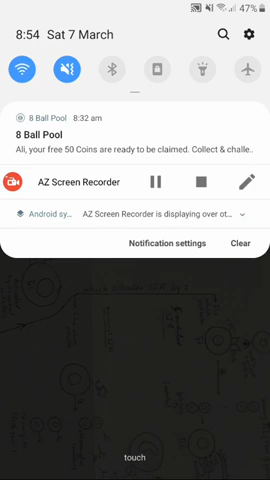 47%
8:54 Sat 7 March
8 Ball Pool 8:32 am
8 Ball Pool
Ali, your free 50 Coins are ready to be claimed. Collect & challe..
AZ Screen Recorder
Android sy... AZ Screen Recorder is displaying over ot...
Notification settings Clear
touch